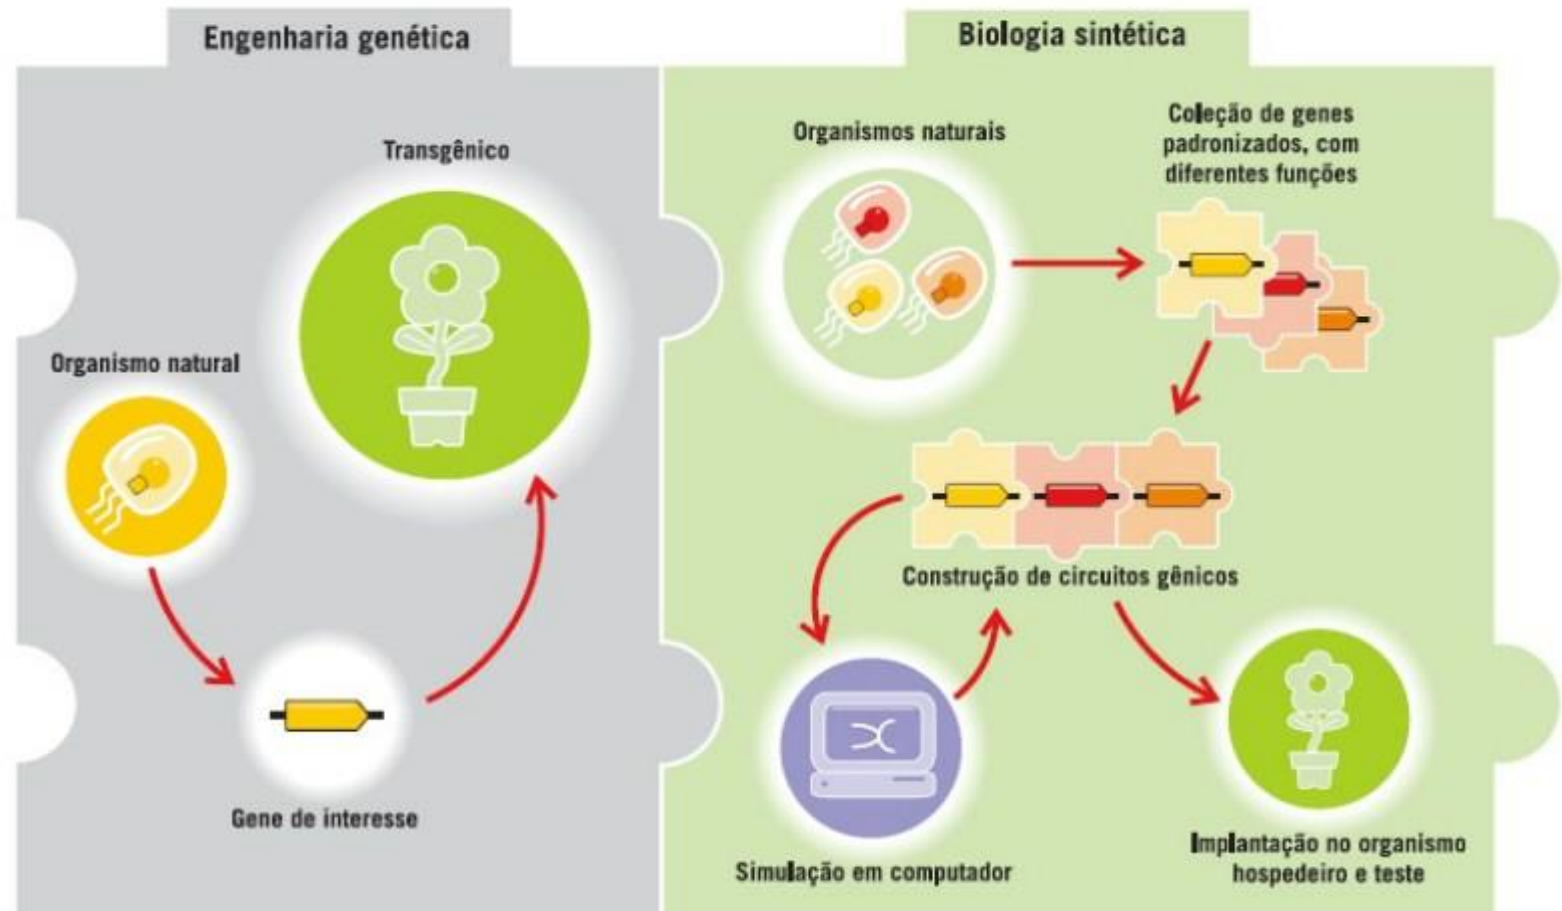 Engenharia genética
Transgênico
Organismo natural
Gene de interesse
Biologia sintética
Organismos naturais
Coleção de genes
padronizados, com
diferentes funções
Construção de circuitos gênicos
Simulação em computador
Implantação no organismo
hospedeiro e teste